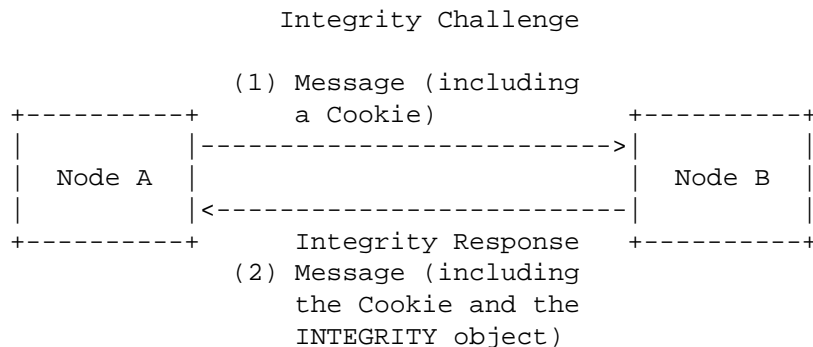 Integrity Challenge
(1) Message (including
a Cookie)
Node A
Node B
Integrity Response
(2) Message (including
the Cookie and the
INTEGRITY object)